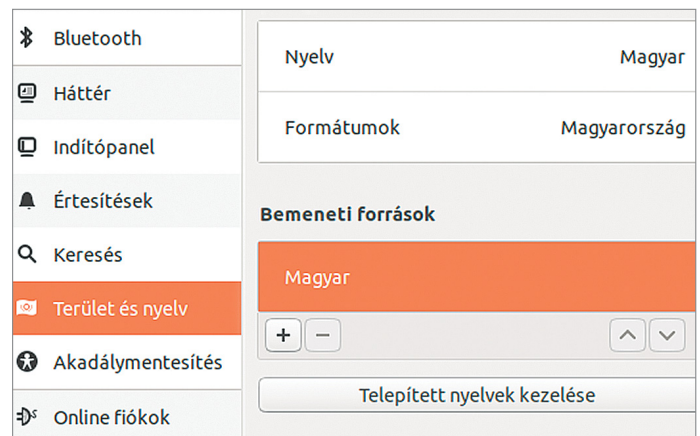 Bluetooth
Háttér
Indítópanel
Értesítések
Keresés
Terület és nyelv
Akadálymentesítés
Online fiókok
Nyelv Magyar
Formátumok Magyarország
Bemeneti források
Magyar
Telepített nyelvek kezelése